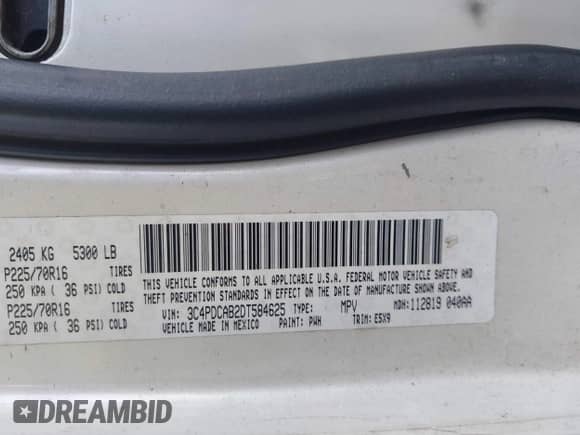 2405 KG 5300 LB
P225/70R16 TIRES
250 KPA ( 36 PSI) COLD
P225/70R16 TIRES
250 KPA ( 36 PSI) COLD
THIS VEHICLE CONFORMS TO ALL APPLICABLE U.S.A. FEDERAL MOTOR VEHICLE SAFETY AND
THEFT PREVENTION STANDARDS IN EFFECT ON THE DATE OF MANUFACTURE SHOWN ABOVE.
VIN: 3C4PDCAB2DT584625 TYPE: MPV MDH: 112819 040AA
VEHICLE MADE IN MEXICO PAINT: PWH TRIM: E5X9
DREAMBID